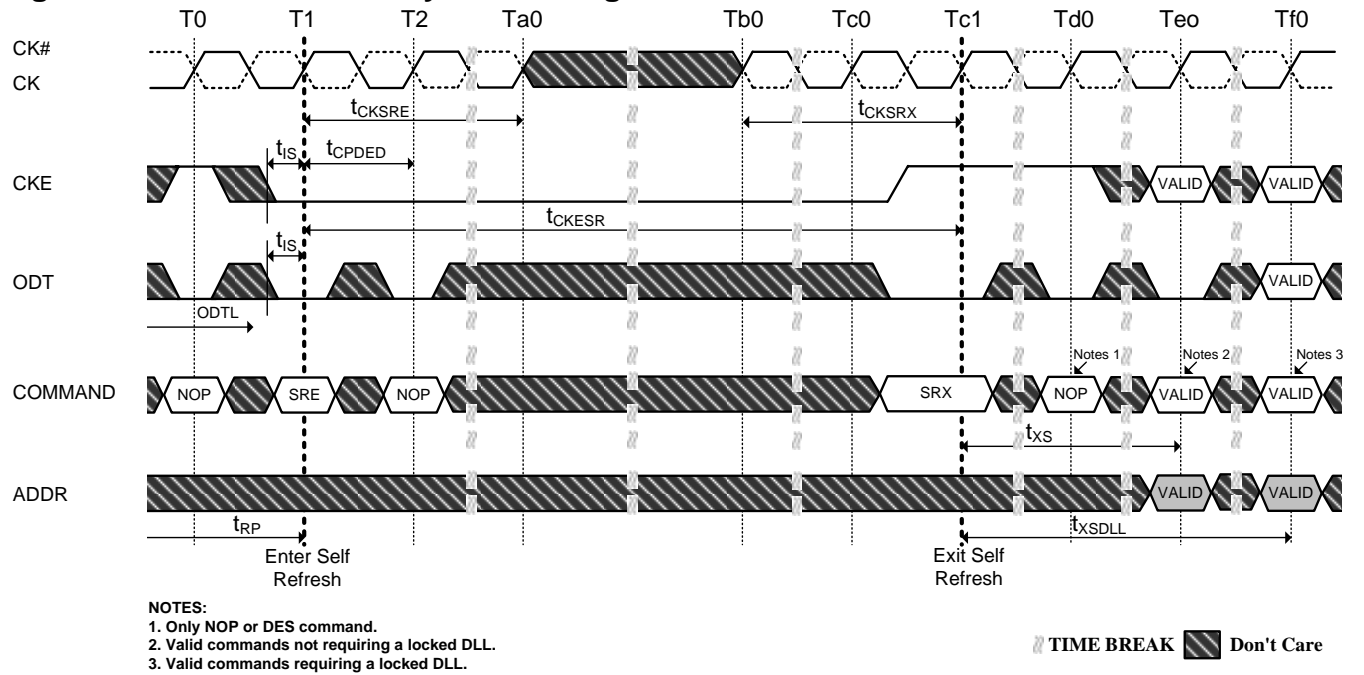 T0 T1 T2 Ta0 Tb0 Tc0 Tc1 Td0 Teo Tf0
CK#
CK
tCKSRE tCKSRX
tIS tCPDED
CKE VALID VALID
tCKESR
tIS
ODT VALID
ODTL
Notes 1 Notes 2 Notes 3
COMMAND NOP SRE NOP SRX NOP VALID VALID
tXS
ADDR VALID VALID
tRP tXSDLL
Enter Self Exit Self
Refresh Refresh
NOTES:
1. Only NOP or DES command.
2. Valid commands not requiring a locked DLL.
3. Valid commands requiring a locked DLL.
TIME BREAK Don't Care